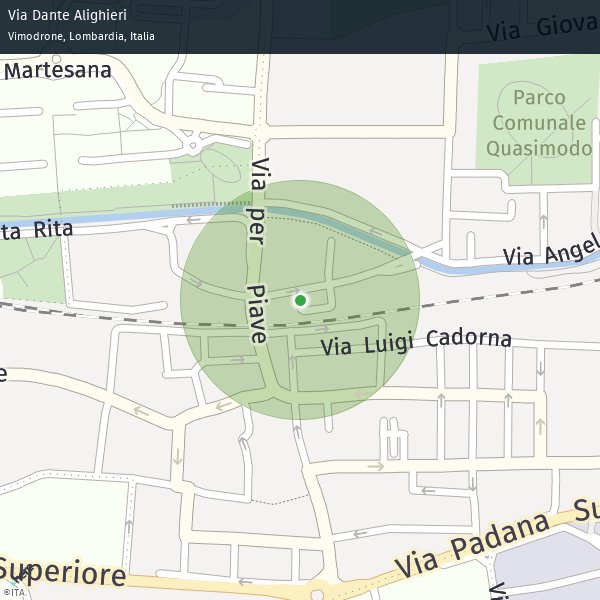 Via Dante Alighieri
Vimodrone, Lombardia, Italia
Via Giova
Martesana
Parco
Comunale
Quasimodo
Via per Piave
ta Rita
Via Angel
Via Luigi Cadorna
e
Via Padana Su
Superiore
Vi
©ITA